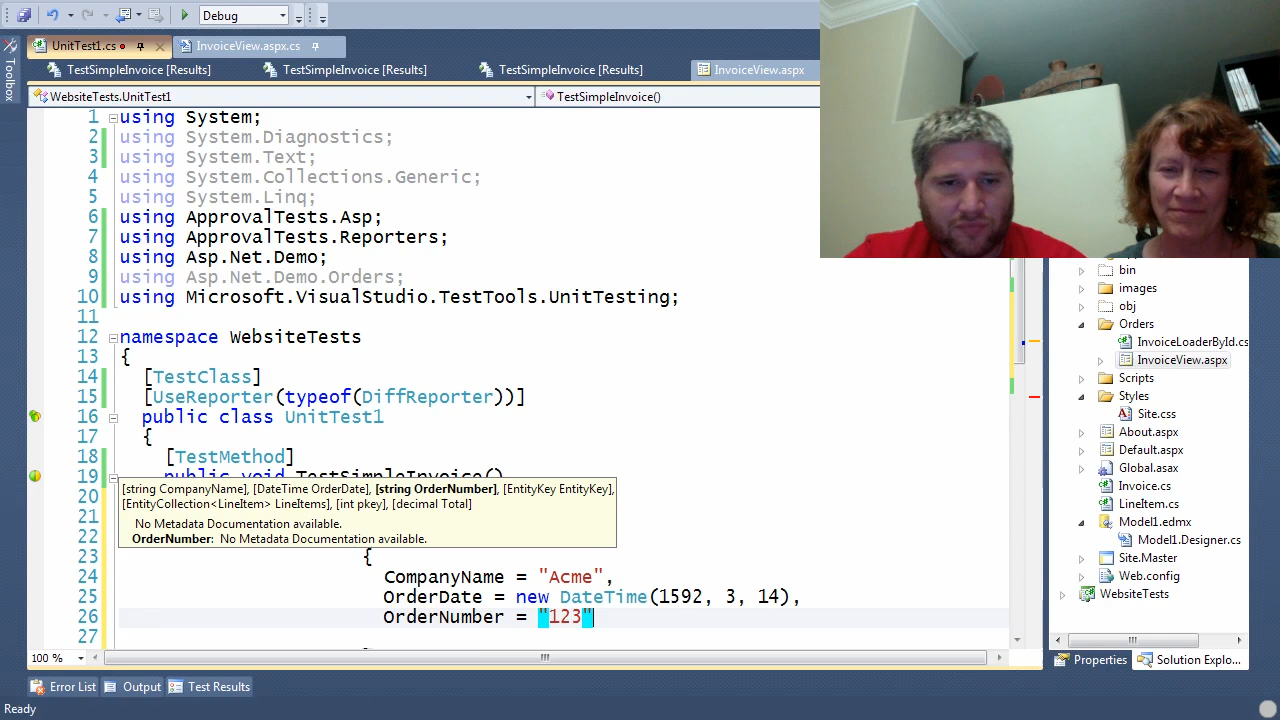 Debug
UnitTest1.cs
InvoiceView.aspx.cs
TestSimpleInvoice [Results]
TestSimpleInvoice [Results]
TestSimpleInvoice [Results]
InvoiceView.aspx
Toolbox
WebsiteTests.UnitTest1
TestSimpleInvoice()
1 using System;
2 using System.Diagnostics;
3 using System.Text;
4 using System.Collections.Generic;
5 using System.Linq;
6 using ApprovalTests.Asp;
7 using ApprovalTests.Reporters;
8 using Asp.Net.Demo;
9 using Asp.Net.Demo.Orders;
10 using Microsoft.VisualStudio.TestTools.UnitTesting;
11
12 namespace WebsiteTests
13 {
14 [TestClass]
15 [UseReporter(typeof(DiffReporter))]
16 public class UnitTest1
17 {
18 [TestMethod]
19 public void TestSimpleInvoice()
20
21
22
[string CompanyName], [DateTime OrderDate], [string OrderNumber], [EntityKey EntityKey],
[EntityCollection<LineItem> LineItems], [int pkey], [decimal Total]
No Metadata Documentation available.
OrderNumber: No Metadata Documentation available.
23 {
24 CompanyName = "Acme",
25 OrderDate = new DateTime(1592, 3, 14),
26 OrderNumber = "123"
27
100 %
bin
images
obj
Orders
InvoiceLoaderById.cs
InvoiceView.aspx
Scripts
Styles
Site.css
About.aspx
Default.aspx
Global.asax
Invoice.cs
LineItem.cs
Model1.edmx
Model1.Designer.cs
Site.Master
Web.config
WebsiteTests
Properties
Solution Explo...
Error List
Output
Test Results
Ready